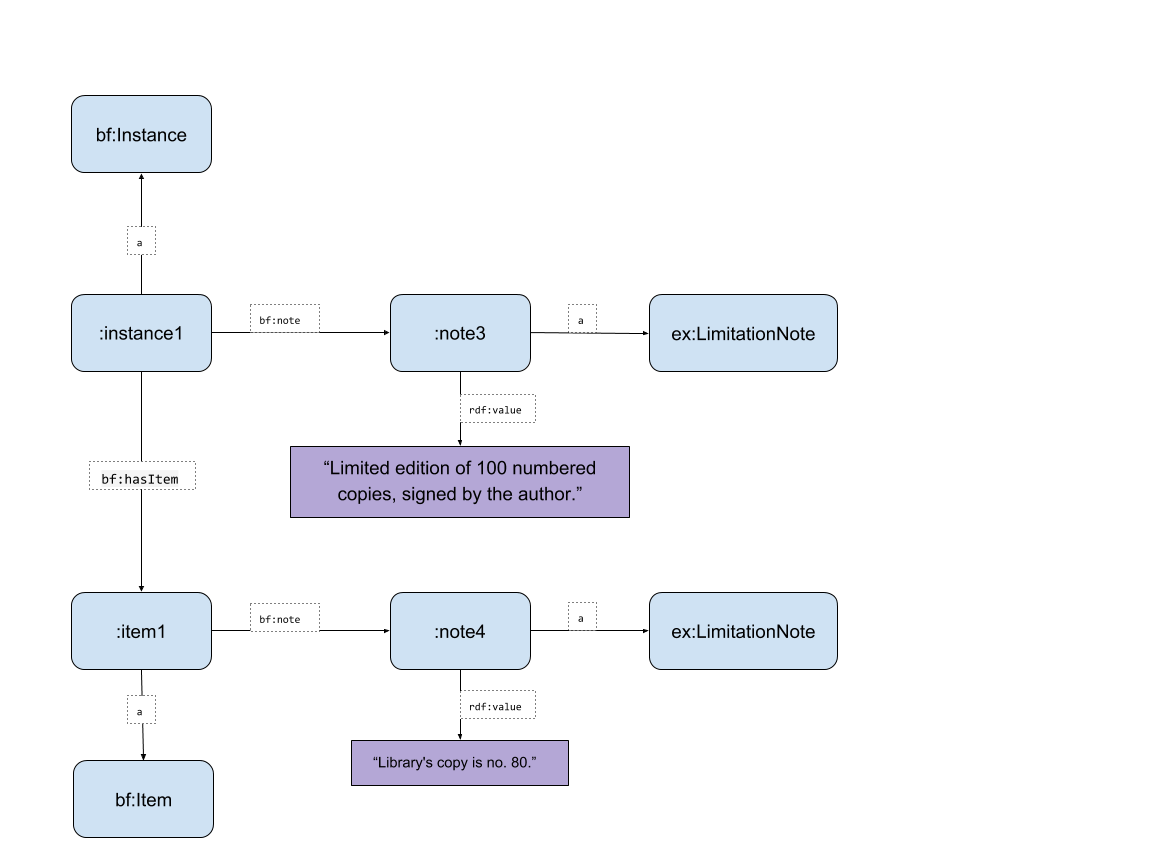 bf:Instance
a
:instance1
bf:note
:note3
a
ex:LimitationNote
rdf:value
“Limited edition of 100 numbered
copies, signed by the author.”
bf:hasItem
:item1
bf:note
:note4
a
ex:LimitationNote
a
rdf:value
“Library's copy is no. 80.”
bf:Item